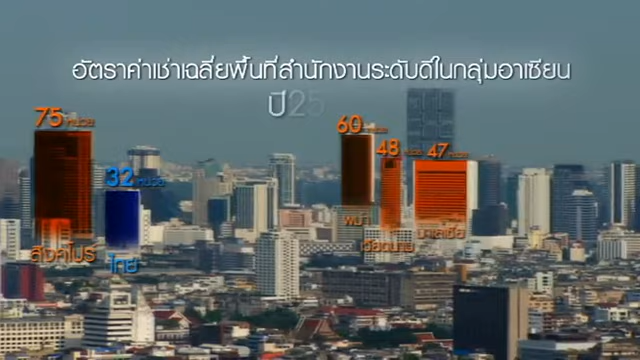 อัตราค่าเช่าเฉลี่ยพื้นที่สำนักงานระดับดีในกลุ่มอาเซียน
ปี 25
75
สิงคโปร์
32
ไทย
60
พม่า
48
เวียดนาม
47
มาเลเซีย